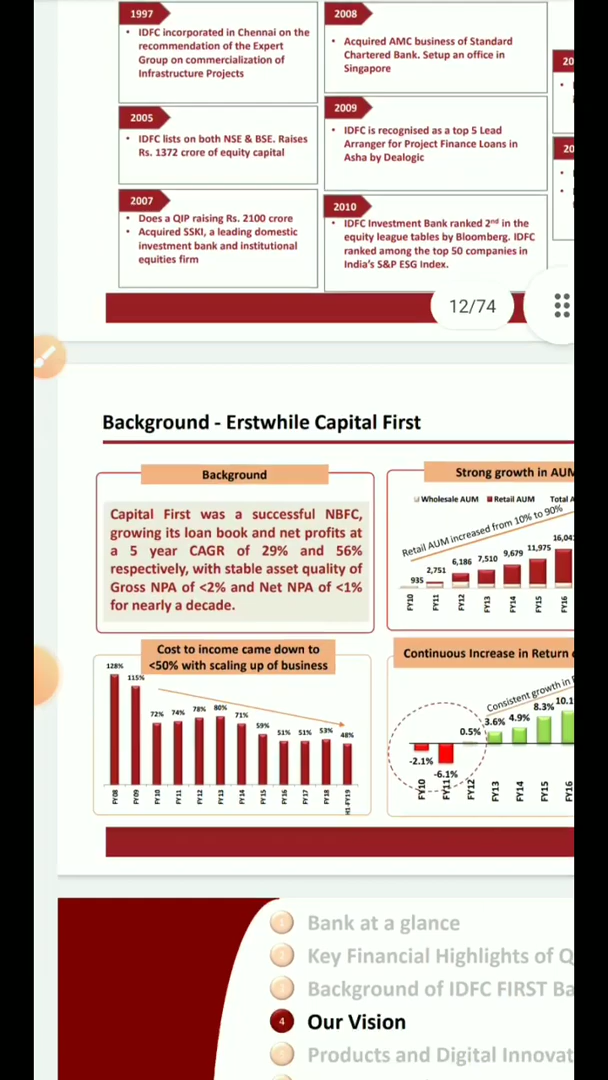 1997
• IDFC incorporated in Chennai on the
recommendation of the Expert
Group on commercialization of
Infrastructure Projects
2005
• IDFC lists on both NSE & BSE. Raises
Rs. 1372 crore of equity capital
2007
• Does a QIP raising Rs. 2100 crore
• Acquired SSKI, a leading domestic
investment bank and institutional
equities firm
2008
• Acquired AMC business of Standard
Chartered Bank. Setup an office in
Singapore
2009
• IDFC is recognised as a top 5 Lead
Arranger for Project Finance Loans in
Asha by Dealogic
2010
• IDFC Investment Bank ranked 2nd in the
equity league tables by Bloomberg. IDFC
ranked among the top 50 companies in
India's S&P ESG Index.
20
20
12/74
Background - Erstwhile Capital First
Background
Capital First was a successful NBFC,
growing its loan book and net profits at
a 5 year CAGR of 29% and 56%
respectively, with stable asset quality of
Gross NPA of <2% and Net NPA of <1%
for nearly a decade.
Strong growth in AUM
Wholesale AUM Retail AUM Total A
Retail AUM increased from 10% to 90%
935 2,751 6,186 7,510 9,679 11,975 16,04
FY10 FY11 FY12 FY13 FY14 FY15 FY16
Cost to income came down to
<50% with scaling up of business
128% 115% 72% 74% 78% 80% 71% 59% 51% 51% 53% 48%
FY08 FY09 FY10 FY11 FY12 FY13 FY14 FY15 FY16 FY17 FY18 H1-FY19
Continuous Increase in Return
Consistent growth in
-2.1% -6.1% 0.5% 3.6% 4.9% 8.3% 10.1
FY10 FY11 FY12 FY13 FY14 FY15 FY16
Bank at a glance
Key Financial Highlights of Q
Background of IDFC FIRST Ba
4 Our Vision
Products and Digital Innovat